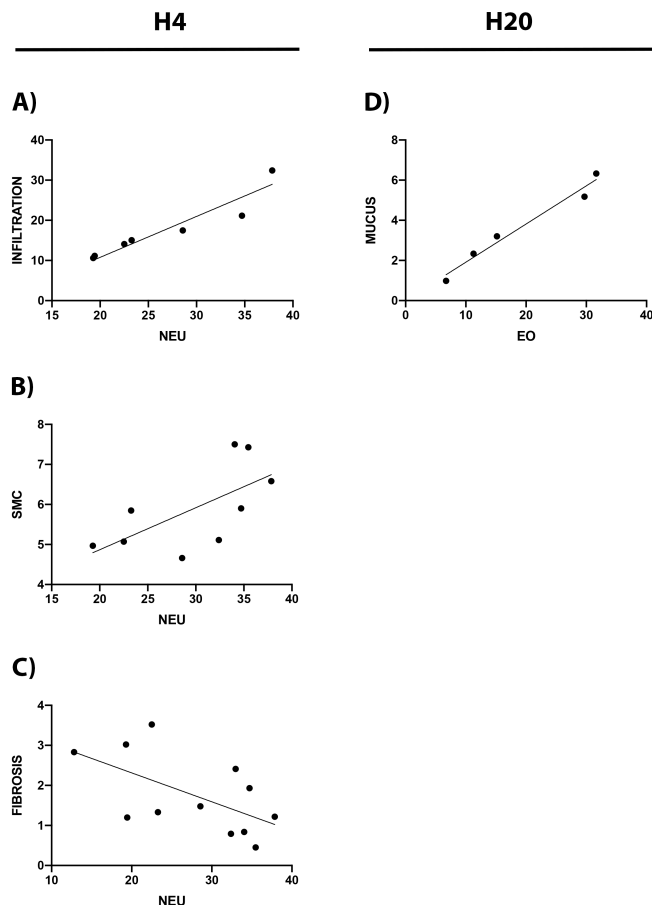 H4
H20
A)
INFILTRATION
40
30
20
10
0
15 20 25 30 35 40
NEU
D)
MUCUS
8
6
4
2
0
0 10 20 30 40
EO
B)
SMC
8
7
6
5
4
15 20 25 30 35 40
NEU
C)
FIBROSIS
4
3
2
1
0
10 20 30 40
NEU